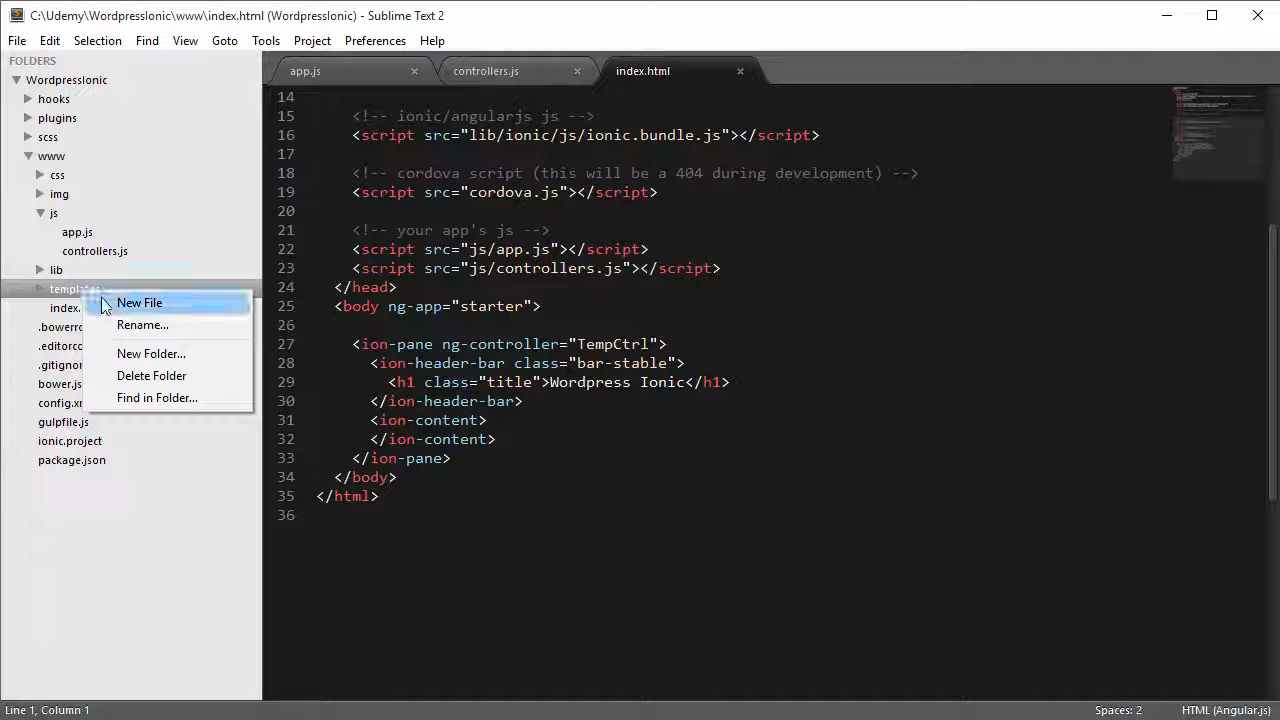 C:\Udemy\WordpressIonic\www\index.html (WordpressIonic) - Sublime Text 2
File Edit Selection Find View Goto Tools Project Preferences Help
FOLDERS
WordpressIonic
hooks
plugins
scss
www
css
img
js
app.js
controllers.js
lib
index.
.bowerrc
.editorco
.gitignor
bower.js
config.xm
gulpfile.js
ionic.project
package.json
New File
Rename...
New Folder...
Delete Folder
Find in Folder...
app.js controllers.js index.html
14
15 <!-- ionic/angularjs js -->
16 <script src="lib/ionic/js/ionic.bundle.js"></script>
17
18 <!-- cordova script (this will be a 404 during development) -->
19 <script src="cordova.js"></script>
20
21 <!-- your app's js -->
22 <script src="js/app.js"></script>
23 <script src="js/controllers.js"></script>
24 </head>
25 <body ng-app="starter">
26
27 <ion-pane ng-controller="TempCtrl">
28 <ion-header-bar class="bar-stable">
29 <h1 class="title">Wordpress Ionic</h1>
30 </ion-header-bar>
31 <ion-content>
32 </ion-content>
33 </ion-pane>
34 </body>
35 </html>
36
Line 1, Column 1 Spaces: 2 HTML (Angular.js)